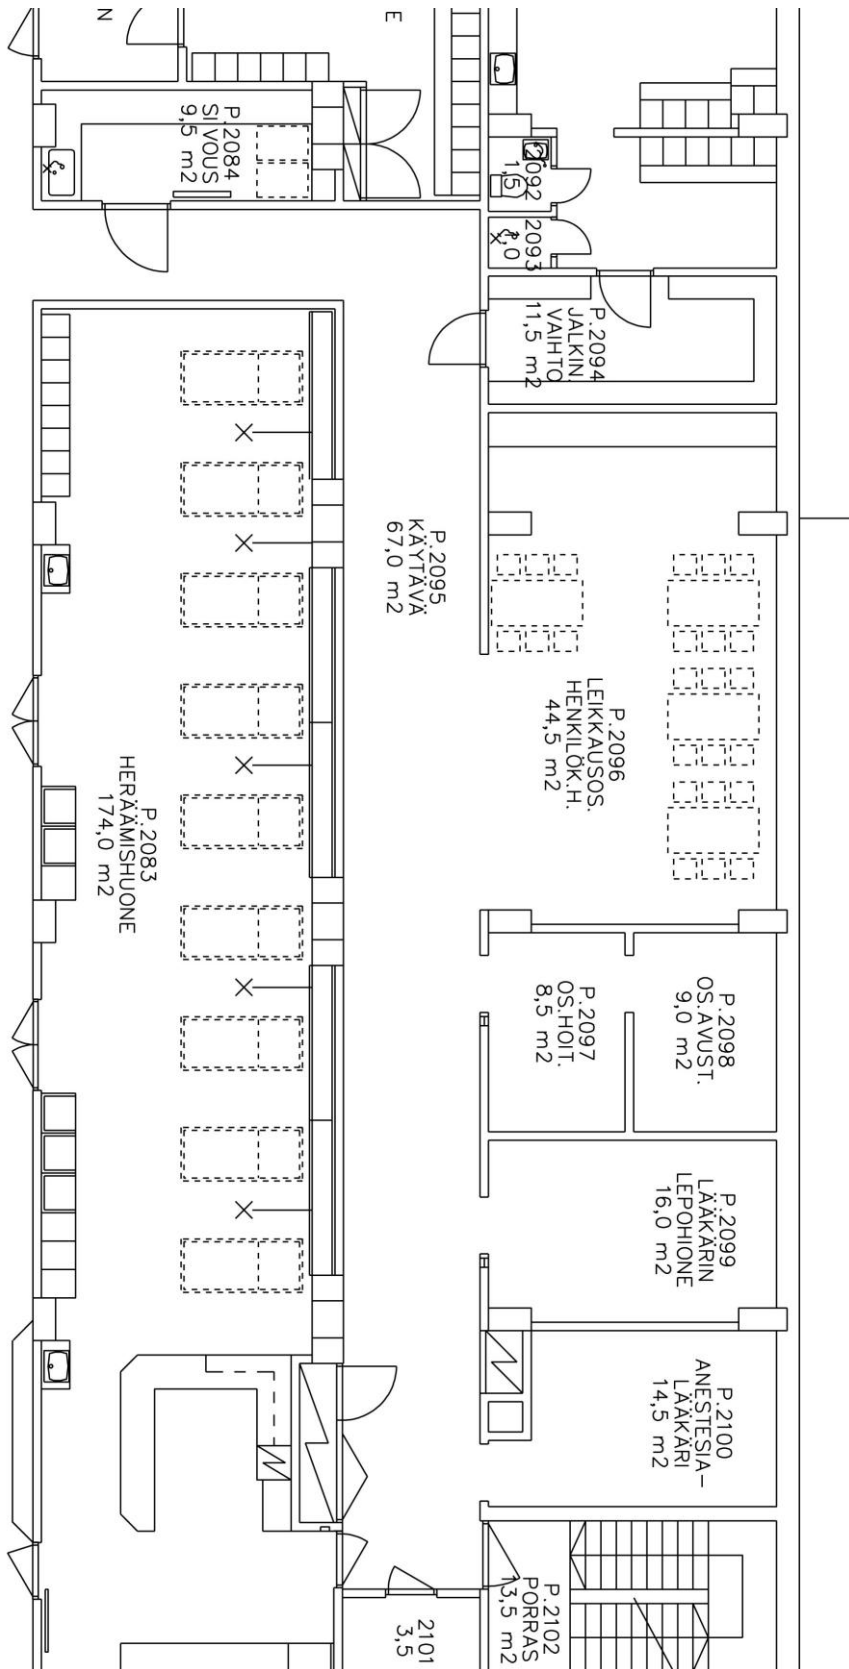 N
E
P.2084
SIIVOUS
9,5 m2
2092
1,5
2093
1,0
P.2094
JALKIN.
VAIHTO
11,5 m2
P.2095
KÄYTÄVÄ
67,0 m2
P.2096
LEIKKAUSOS.
HENKILÖK.H.
44,5 m2
P.2083
HERÄÄMISHUONE
174,0 m2
P.2097
OS.HOIT.
8,5 m2
P.2098
OS.AVUST.
9,0 m2
P.2099
LÄÄKÄRIN
LEPOHIONE
16,0 m2
P.2100
ANESTESIA-
LÄÄKÄRI
14,5 m2
P.2102
PORRAS
13,5 m2
2101
3,5